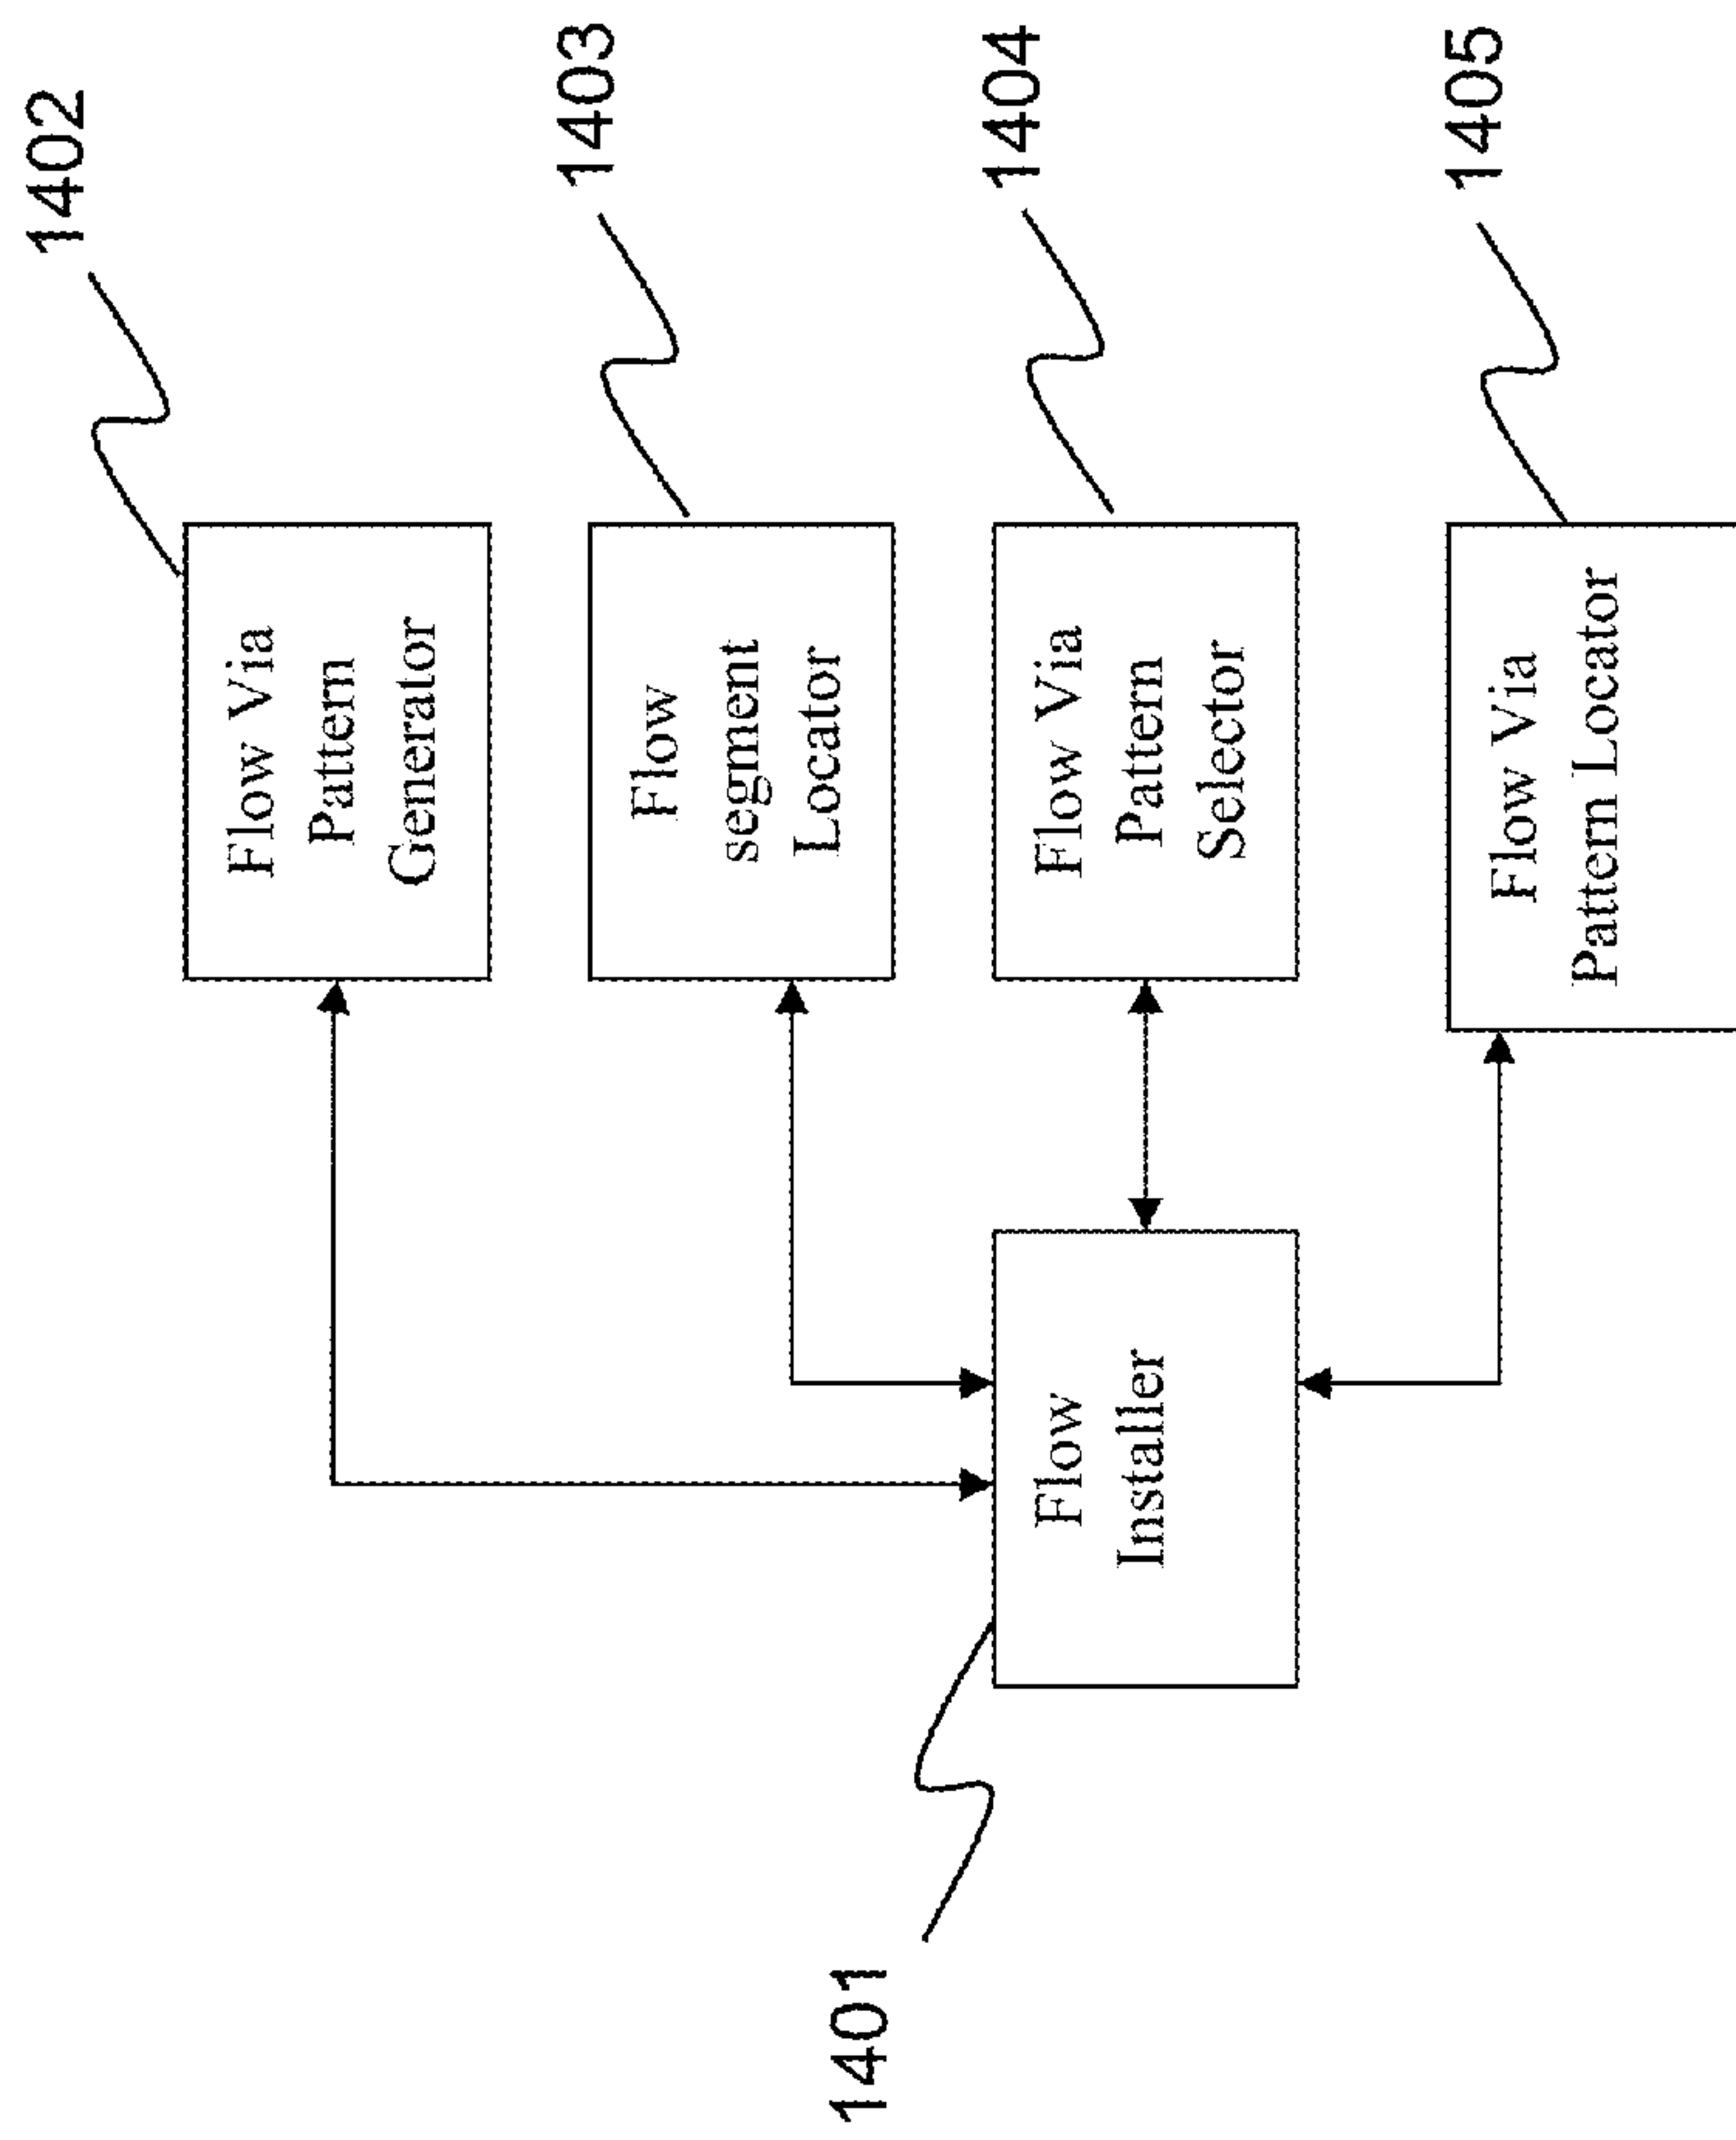 1402
Flow Via
Pattern
Generator
1403
Flow
segment
Locator
1401
Flow
Installer
1404
Flow Via
Pattern
Selector
1405
Flow Via
Pattern Locator